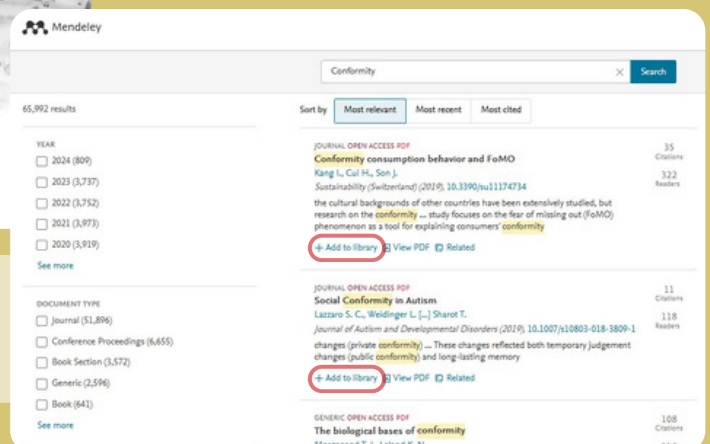 Mendeley
Conformity
Search
65,992 results
Sort by Most relevant Most recent Most cited
YEAR
2024 (809)
2023 (3,737)
2022 (3,752)
2021 (3,973)
2020 (3,919)
See more
DOCUMENT TYPE
Journal (51,896)
Conference Proceedings (6,655)
Book Section (3,572)
Generic (2,596)
Book (641)
See more
JOURNAL OPEN ACCESS PDF
Conformity consumption behavior and FoMO
Kang I., Cui H., Son J.
Sustainability (Switzerland) (2019), 10.3390/su11174734
the cultural backgrounds of other countries have been extensively studied, but
research on the conformity ... study focuses on the fear of missing out (FoMO)
phenomenon as a tool for explaining consumers' conformity
+ Add to library View PDF Related
35
Citations
322
Readers
JOURNAL OPEN ACCESS PDF
Social Conformity in Autism
Lazzaro S. C., Weidinger L. [...] Sharot T.
Journal of Autism and Developmental Disorders (2019), 10.1007/s10803-018-3809-1
changes (private conformity) ... These changes reflected both temporary judgement
changes (public conformity) and long-lasting memory
+ Add to library View PDF Related
11
Citations
118
Readers
GENERIC OPEN ACCESS PDF
The biological bases of conformity
108
Citations